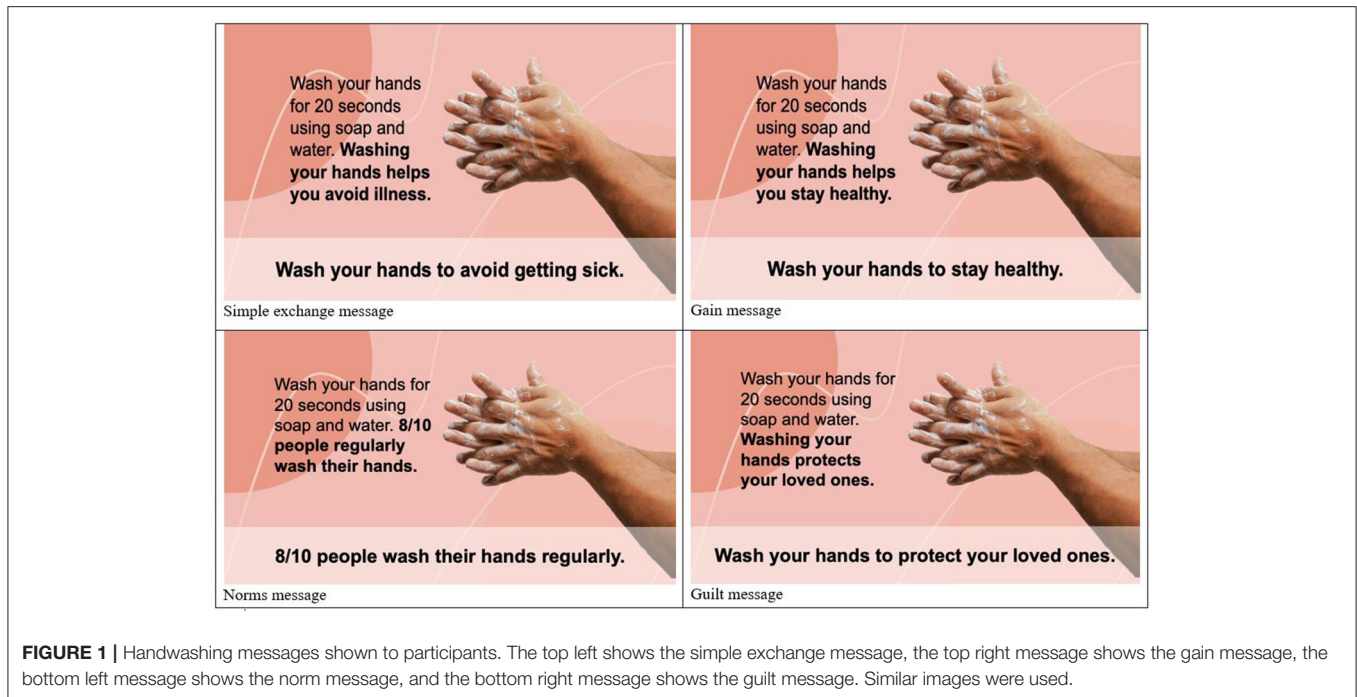 Wash your hands
for 20 seconds
using soap and
water. Washing
your hands helps
you avoid illness.
Wash your hands to avoid getting sick.
Simple exchange message
Wash your hands
for 20 seconds
using soap and
water. Washing
your hands helps
you stay healthy.
Wash your hands to stay healthy.
Gain message
Wash your hands for
20 seconds using
soap and water. 8/10
people regularly
wash their hands.
8/10 people wash their hands regularly.
Norms message
Wash your hands for
20 seconds using
soap and water.
Washing your
hands protects
your loved ones.
Wash your hands to protect your loved ones.
Guilt message
FIGURE 1 | Handwashing messages shown to participants. The top left shows the simple exchange message, the top right message shows the gain message, the
bottom left message shows the norm message, and the bottom right message shows the guilt message. Similar images were used.